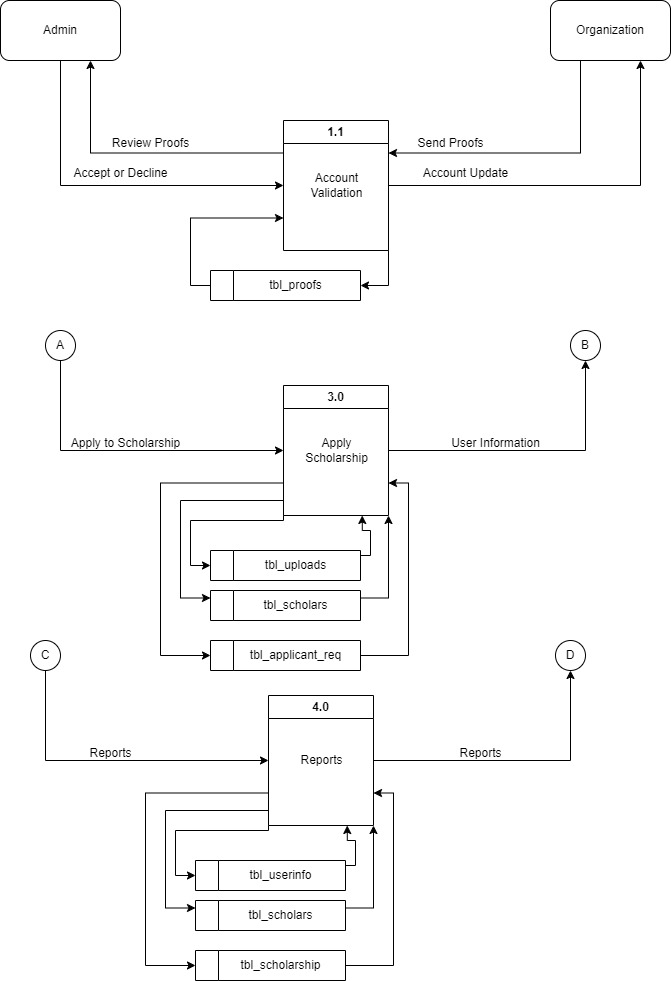 Admin
Organization
1.1
Review Proofs
Send Proofs
Accept or Decline
Account
Validation
Account Update
tbl_proofs
A
B
3.0
Apply to Scholarship
Apply
Scholarship
User Information
tbl_uploads
tbl_scholars
tbl_applicant_req
C
D
4.0
Reports
Reports
Reports
tbl_userinfo
tbl_scholars
tbl_scholarship